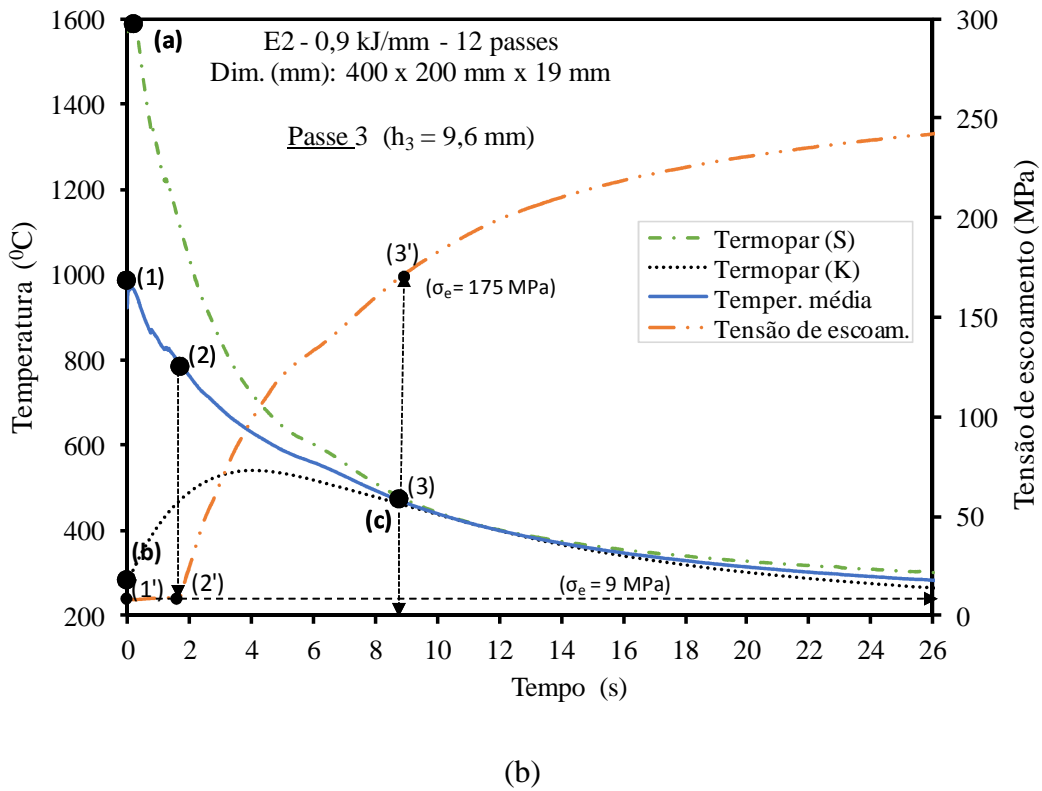 E2 - 0,9 kJ/mm - 12 passes
Dim. (mm): 400 x 200 mm x 19 mm
Passe 3 (h₃ = 9,6 mm)
Temperatura (⁰C)
1600
1400
1200
1000
800
600
400
200
Tensão de escoamento (MPa)
300
250
200
150
100
50
0
Termopar (S)
Termopar (K)
Temper. média
Tensão de escoam.
(a)
(1)
(2)
(3')
(σₑ = 175 MPa)
(3)
(c)
(b)
(1')
(2')
(σₑ = 9 MPa)
0 2 4 6 8 10 12 14 16 18 20 22 24 26
Tempo (s)
(b)